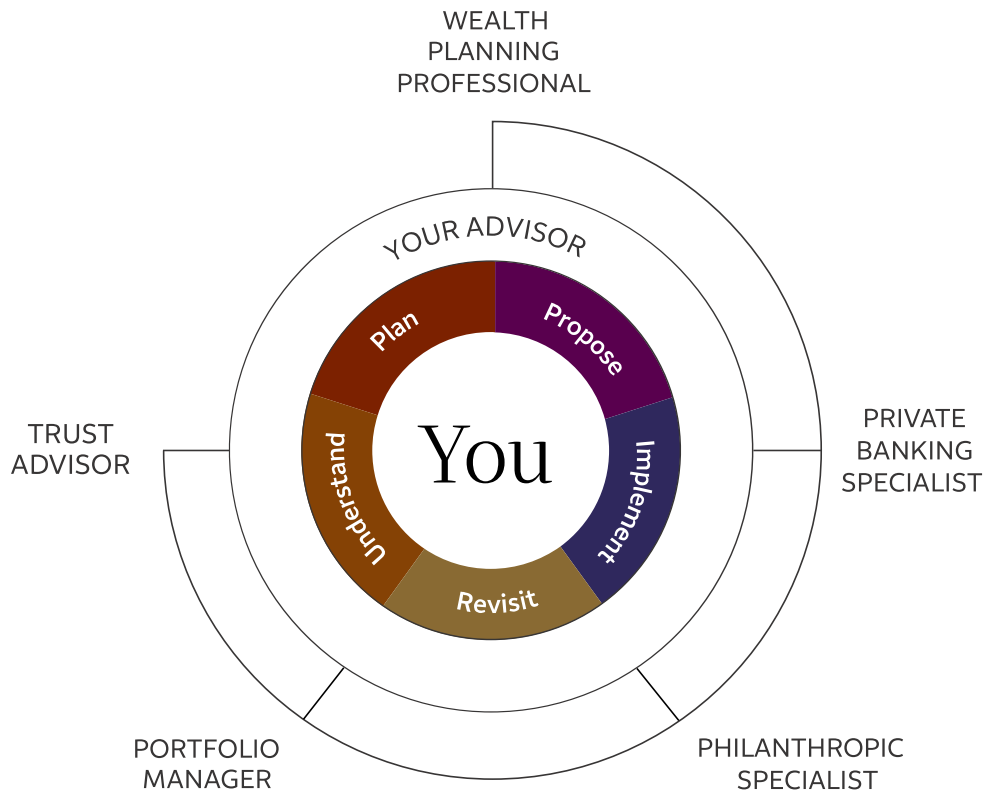 WEALTH
PLANNING
PROFESSIONAL
YOUR ADVISOR
Plan
Propose
TRUST
ADVISOR
Understand
You
Implement
PRIVATE
BANKING
SPECIALIST
Revisit
PORTFOLIO
MANAGER
PHILANTHROPIC
SPECIALIST